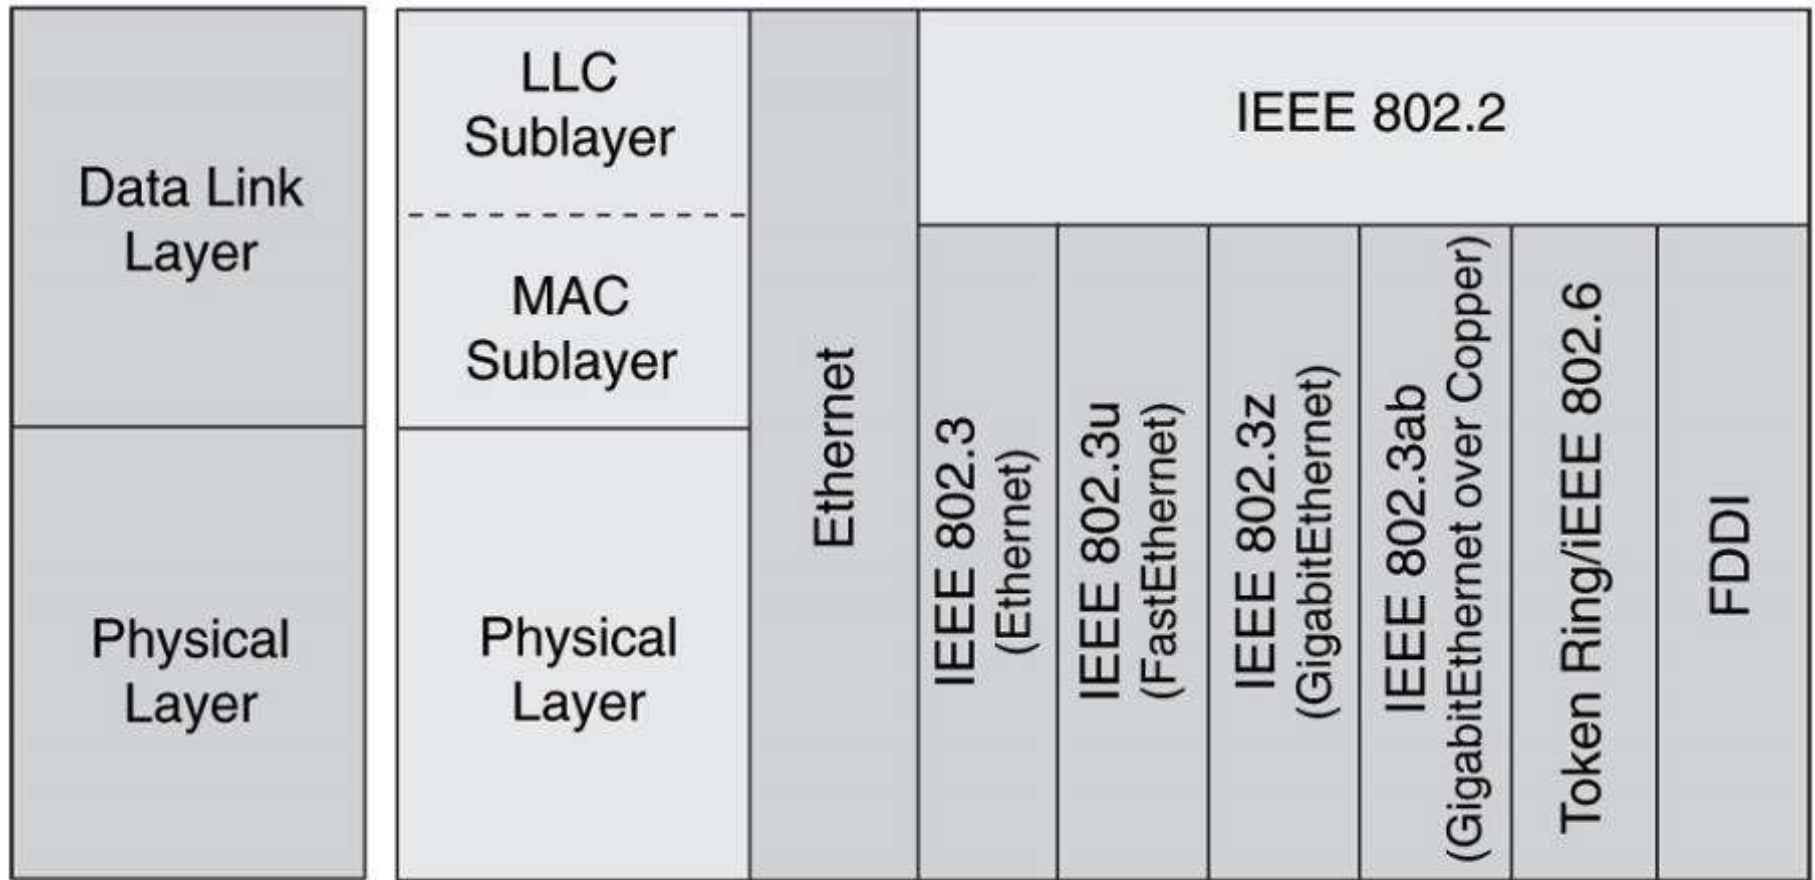 Data Link
Layer
Physical
Layer
LLC
Sublayer
MAC
Sublayer
Physical
Layer
Ethernet
IEEE 802.2
IEEE 802.3
(Ethernet)
IEEE 802.3u
(FastEthernet)
IEEE 802.3z
(GigabitEthernet)
IEEE 802.3ab
(GigabitEthernet over Copper)
Token Ring/iEEE 802.6
FDDI